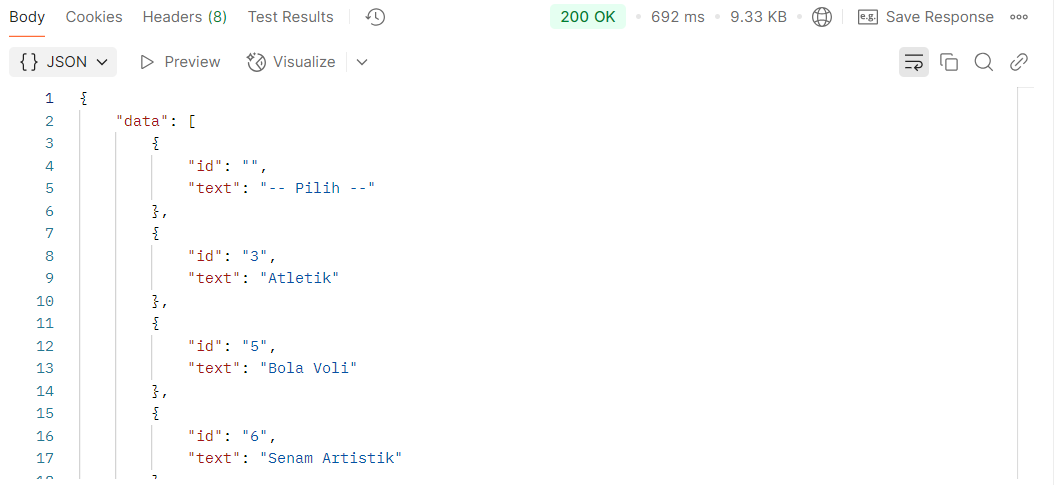 Body Cookies Headers (8) Test Results 200 OK 692 ms 9.33 KB e.g. Save Response
{} JSON Preview Visualize
1 {
2 "data": [
3 {
4 "id": "",
5 "text": "-- Pilih --"
6 },
7 {
8 "id": "3",
9 "text": "Atletik"
10 },
11 {
12 "id": "5",
13 "text": "Bola Voli"
14 },
15 {
16 "id": "6",
17 "text": "Senam Artistik"